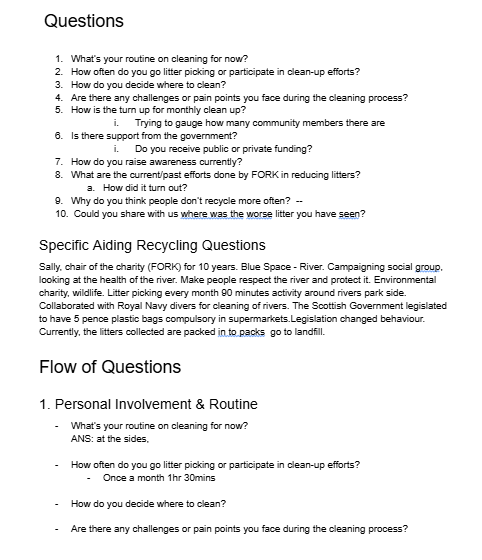 Questions
1. What's your routine on cleaning for now?
2. How often do you go litter picking or participate in clean-up efforts?
3. How do you decide where to clean?
4. Are there any challenges or pain points you face during the cleaning process?
5. How is the turn up for monthly clean up?
i. Trying to gauge how many community members there are
6. Is there support from the government?
i. Do you receive public or private funding?
7. How do you raise awareness currently?
8. What are the current/past efforts done by FORK in reducing litters?
a. How did it turn out?
9. Why do you think people don't recycle more often? --
10. Could you share with us where was the worse litter you have seen?
Specific Aiding Recycling Questions
Sally, chair of the charity (FORK) for 10 years. Blue Space - River. Campaigning social group,
looking at the health of the river. Make people respect the river and protect it. Environmental
charity, wildlife. Litter picking every month 90 minutes activity around rivers park side.
Collaborated with Royal Navy divers for cleaning of rivers. The Scottish Government legislated
to have 5 pence plastic bags compulsory in supermarkets.Legislation changed behaviour.
Currently, the litters collected are packed in to packs go to landfill.
Flow of Questions
1. Personal Involvement & Routine
- What's your routine on cleaning for now?
ANS: at the sides,
- How often do you go litter picking or participate in clean-up efforts?
- Once a month 1hr 30mins
- How do you decide where to clean?
- Are there any challenges or pain points you face during the cleaning process?